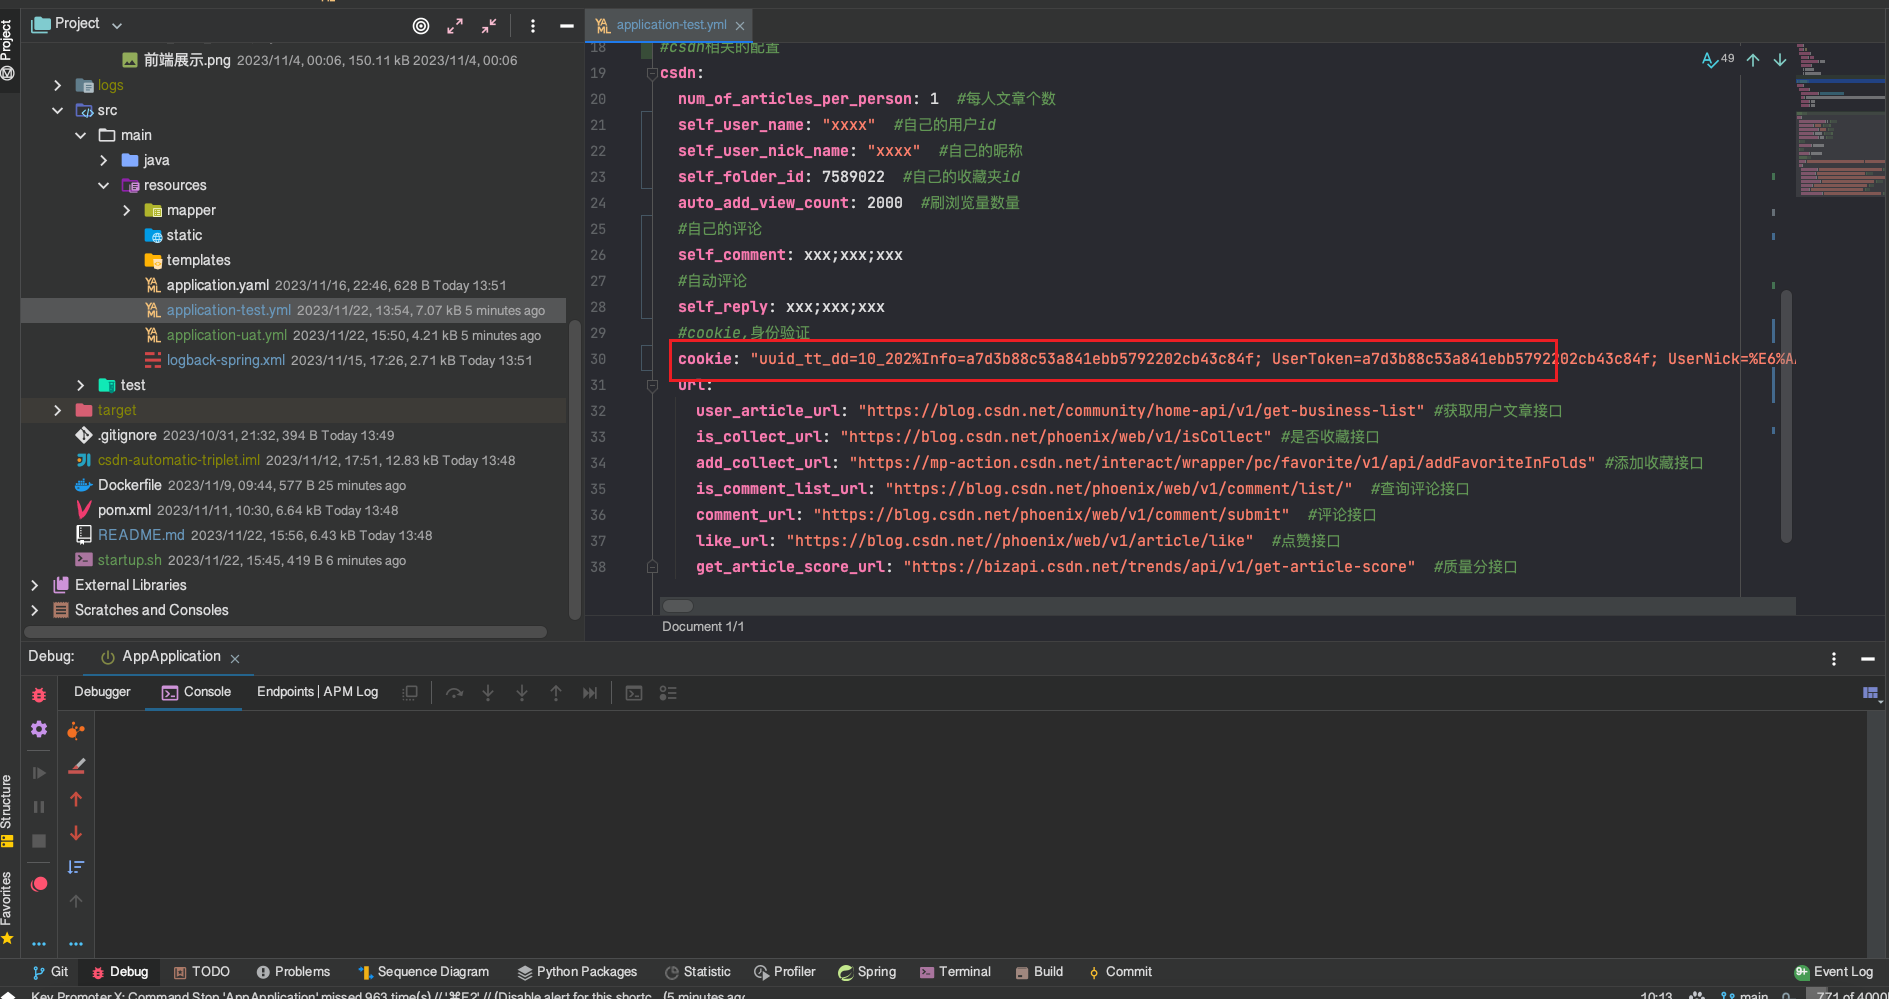 Project
application-test.yml
前端展示.png 2023/11/4, 00:06, 150.11 kB 2023/11/4, 00:06
logs
src
main
java
resources
mapper
static
templates
application.yaml 2023/11/16, 22:46, 628 B Today 13:51
application-test.yml 2023/11/22, 13:54, 7.07 kB 5 minutes ago
application-uat.yml 2023/11/22, 15:50, 4.21 kB 5 minutes ago
logback-spring.xml 2023/11/15, 17:26, 2.71 kB Today 13:51
test
target
.gitignore 2023/10/31, 21:32, 394 B Today 13:49
csdn-automatic-triplet.iml 2023/11/12, 17:51, 12.83 kB Today 13:48
Dockerfile 2023/11/9, 09:44, 577 B 25 minutes ago
pom.xml 2023/11/11, 10:30, 6.64 kB Today 13:48
README.md 2023/11/22, 15:56, 6.43 kB Today 13:48
startup.sh 2023/11/22, 15:45, 419 B 6 minutes ago
External Libraries
Scratches and Consoles
Project
Structure
Favorites
49
18 #csdn相关的配置
19 csdn:
20 num_of_articles_per_person: 1 #每人文章个数
21 self_user_name: "xxxx" #自己的用户id
22 self_user_nick_name: "xxxx" #自己的昵称
23 self_folder_id: 7589022 #自己的收藏夹id
24 auto_add_view_count: 2000 #刷浏览量数量
25 #自己的评论
26 self_comment: xxx;xxx;xxx
27 #自动评论
28 self_reply: xxx;xxx;xxx
29 #cookie,身份验证
30 cookie: "uuid_tt_dd=10_202%Info=a7d3b88c53a841ebb5792202cb43c84f; UserToken=a7d3b88c53a841ebb5792202cb43c84f; UserNick=%E6%A
31 url:
32 user_article_url: "https://blog.csdn.net/community/home-api/v1/get-business-list" #获取用户文章接口
33 is_collect_url: "https://blog.csdn.net/phoenix/web/v1/isCollect" #是否收藏接口
34 add_collect_url: "https://mp-action.csdn.net/interact/wrapper/pc/favorite/v1/api/addFavoriteInFolds" #添加收藏接口
35 is_comment_list_url: "https://blog.csdn.net/phoenix/web/v1/comment/list/" #查询评论接口
36 comment_url: "https://blog.csdn.net/phoenix/web/v1/comment/submit" #评论接口
37 like_url: "https://blog.csdn.net//phoenix/web/v1/article/like" #点赞接口
38 get_article_score_url: "https://bizapi.csdn.net/trends/api/v1/get-article-score" #质量分接口
Document 1/1
Debug: AppApplication
Debugger Console Endpoints | APM Log
Git Debug TODO Problems Sequence Diagram Python Packages Statistic Profiler Spring Terminal Build Commit 9+ Event Log
Key Promoter X: Command Stop 'AppApplication' missed 963 time(s) // '⌘F2' // (Disable alert for this shortc... (5 minutes ago
10:13 main 771 of 4000